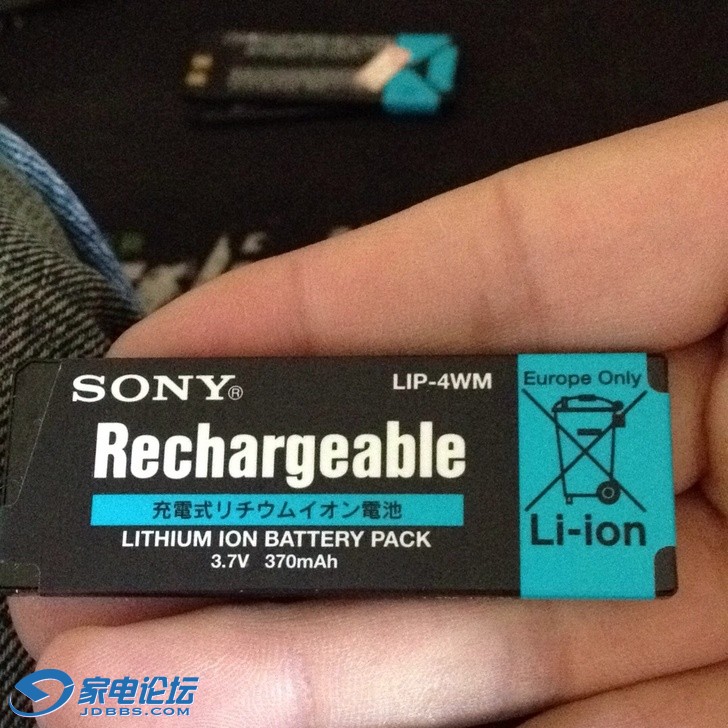 SONY® LIP-4WM
Rechargeable
充電式リチウムイオン電池
LITHIUM ION BATTERY PACK
3.7V 370mAh
Europe Only
Li-ion
家电论坛
JDBBS.COM